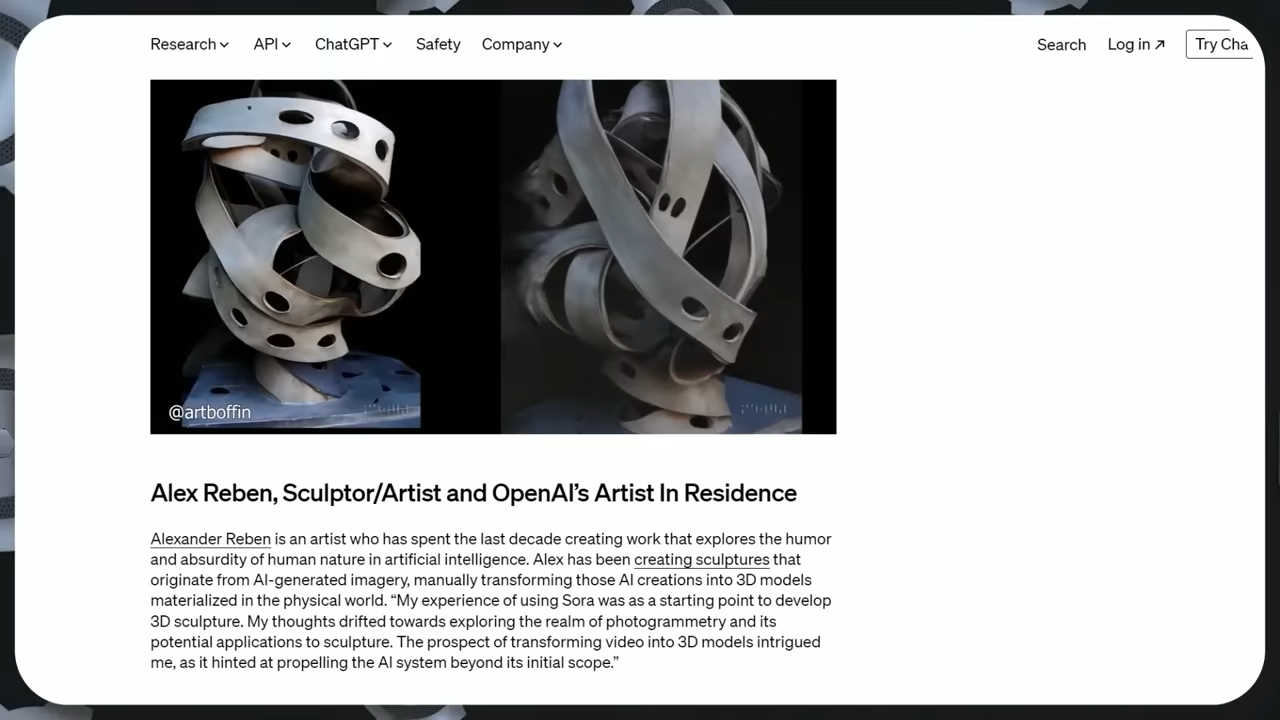 Research API ChatGPT Safety Company Search Log in Try Cha
@artboffin
Alex Reben, Sculptor/Artist and OpenAI’s Artist In Residence
Alexander Reben is an artist who has spent the last decade creating work that explores the humor
and absurdity of human nature in artificial intelligence. Alex has been creating sculptures that
originate from AI-generated imagery, manually transforming those AI creations into 3D models
materialized in the physical world. “My experience of using Sora was as a starting point to develop
3D sculpture. My thoughts drifted towards exploring the realm of photogrammetry and its
potential applications to sculpture. The prospect of transforming video into 3D models intrigued
me, as it hinted at propelling the AI system beyond its initial scope.”